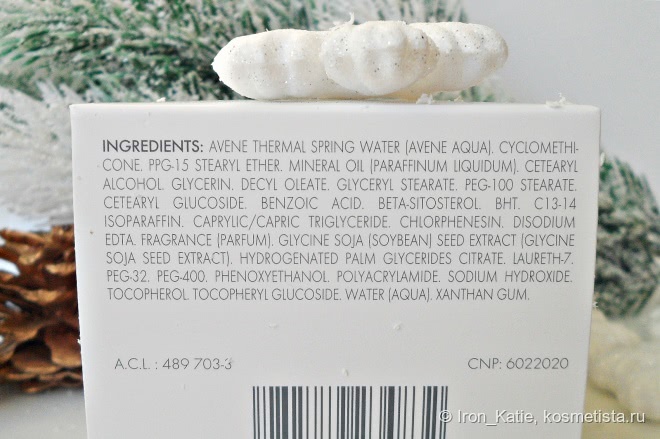 INGREDIENTS: AVENE THERMAL SPRING WATER (AVENE AQUA). CYCLOMETHI-
CONE. PPG-15 STEARYL ETHER. MINERAL OIL (PARAFFINUM LIQUIDUM). CETEARYL
ALCOHOL. GLYCERIN. DECYL OLEATE. GLYCERYL STEARATE. PEG-100 STEARATE.
CETEARYL GLUCOSIDE. BENZOIC ACID. BETA-SITOSTEROL. BHT. C13-14
ISOPARAFFIN. CAPRYLIC/CAPRIC TRIGLYCERIDE. CHLORPHENESIN. DISODIUM
EDTA. FRAGRANCE (PARFUM). GLYCINE SOJA (SOYBEAN) SEED EXTRACT (GLYCINE
SOJA SEED EXTRACT). HYDROGENATED PALM GLYCERIDES CITRATE. LAURETH-7.
PEG-32. PEG-400. PHENOXYETHANOL. POLYACRYLAMIDE. SODIUM HYDROXIDE.
TOCOPHEROL. TOCOPHERYL GLUCOSIDE. WATER (AQUA). XANTHAN GUM.
A.C.L. : 489 703-3 CNP: 6022020
© Iron_Katie, kosmetista.ru